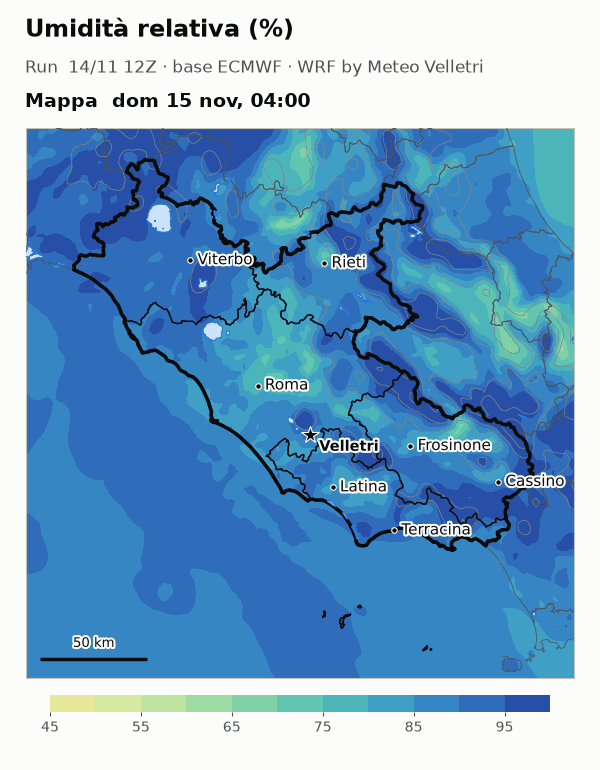 Umidità relativa (%)
Run  14/11 12Z · base ECMWF · WRF by Meteo Velletri
Mappa  dom 15 nov, 04:00
Viterbo
Rieti
Roma
Velletri
Frosinone
Cassino
Latina
Terracina
50 km
45 55 65 75 85 95